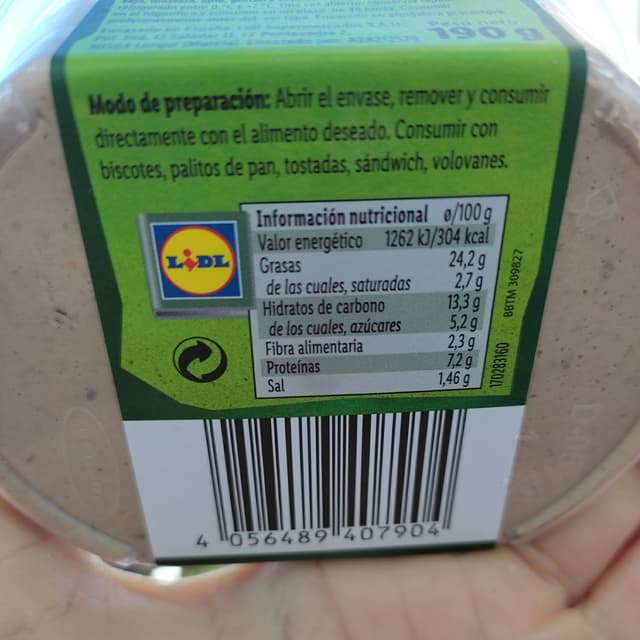 190 g
Modo de preparación: Abrir el envase, remover y consumir
directamente con el alimento deseado. Consumir con
biscotes, palitos de pan, tostadas, sándwich, volovanes.
LIDL
Información nutricional ø/100 g
Valor energético 1262 kJ/304 kcal
Grasas 24,2 g
de las cuales, saturadas 2,7 g
Hidratos de carbono 13,3 g
de los cuales, azúcares 5,2 g
Fibra alimentaria 2,3 g
Proteínas 7,2 g
Sal 1,46 g
BBTM 309827
170283160
4 056489 407904